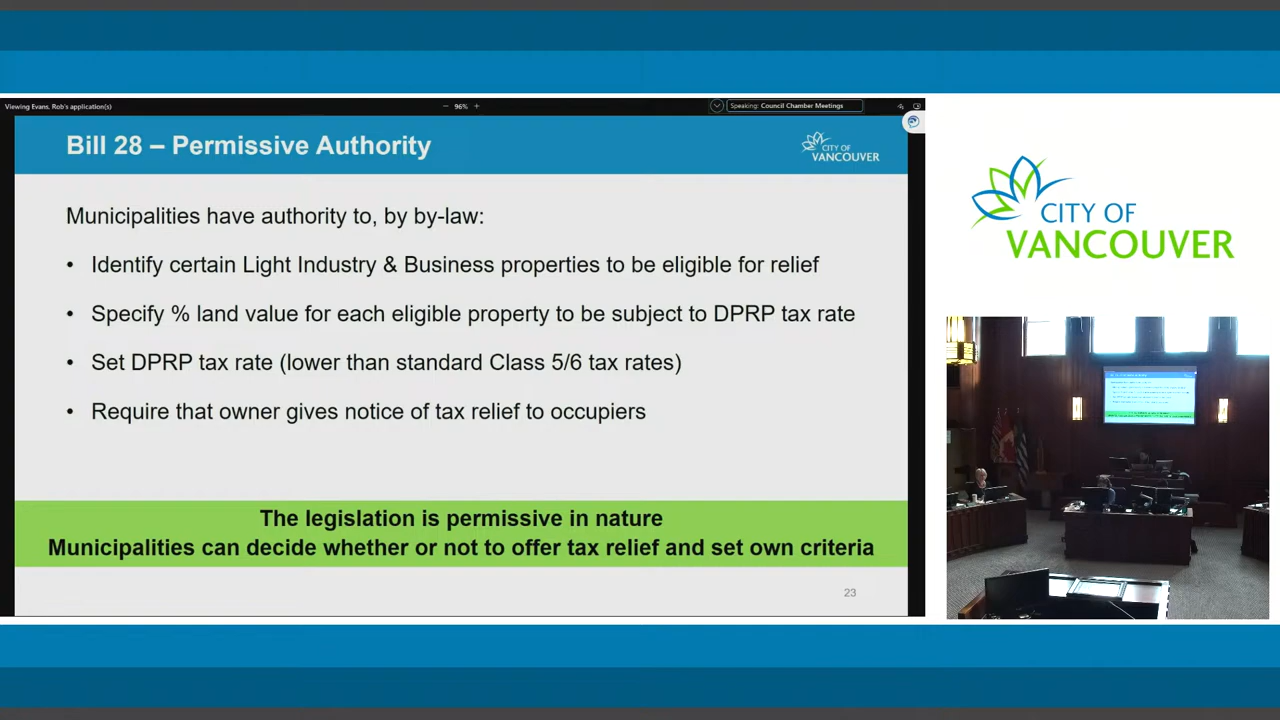 Viewing Evans, Rob's application(s)
− 96% +
Speaking: Council Chamber Meetings
Bill 28 – Permissive Authority
CITY OF
VANCOUVER
Municipalities have authority to, by by-law:
• Identify certain Light Industry & Business properties to be eligible for relief
• Specify % land value for each eligible property to be subject to DPRP tax rate
• Set DPRP tax rate (lower than standard Class 5/6 tax rates)
• Require that owner gives notice of tax relief to occupiers
The legislation is permissive in nature
Municipalities can decide whether or not to offer tax relief and set own criteria
23
CITY OF
VANCOUVER